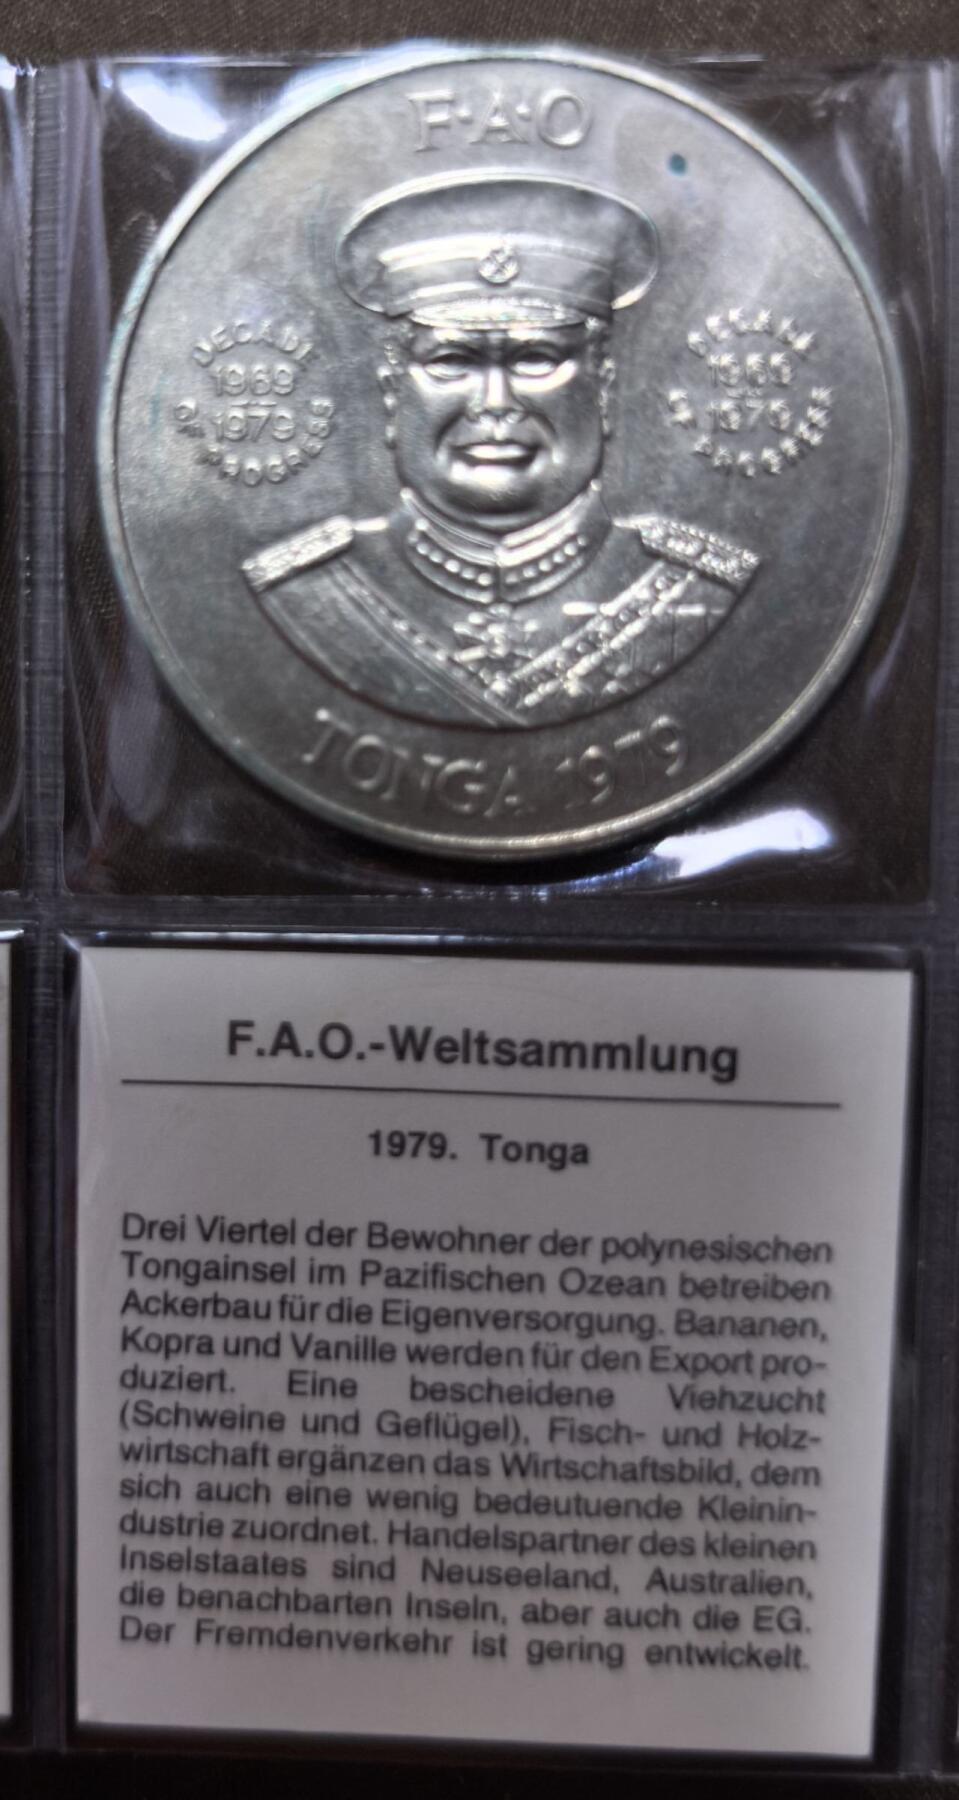 F·A·O
DECADE
1969
1979
OF PROGRESS
DECADE
1969
1979
OF PROGRESS
TONGA 1979
F.A.O.-Weltsammlung
1979. Tonga
Drei Viertel der Bewohner der polynesischen
Tongainsel im Pazifischen Ozean betreiben
Ackerbau für die Eigenversorgung. Bananen,
Kopra und Vanille werden für den Export pro-
duziert. Eine bescheidene Viehzucht
(Schweine und Geflügel), Fisch- und Holz-
wirtschaft ergänzen das Wirtschaftsbild, dem
sich auch eine wenig bedeutuende Kleinin-
dustrie zuordnet. Handelspartner des kleinen
Inselstaates sind Neuseeland, Australien,
die benachbarten Inseln, aber auch die EG.
Der Fremdenverkehr ist gering entwickelt.